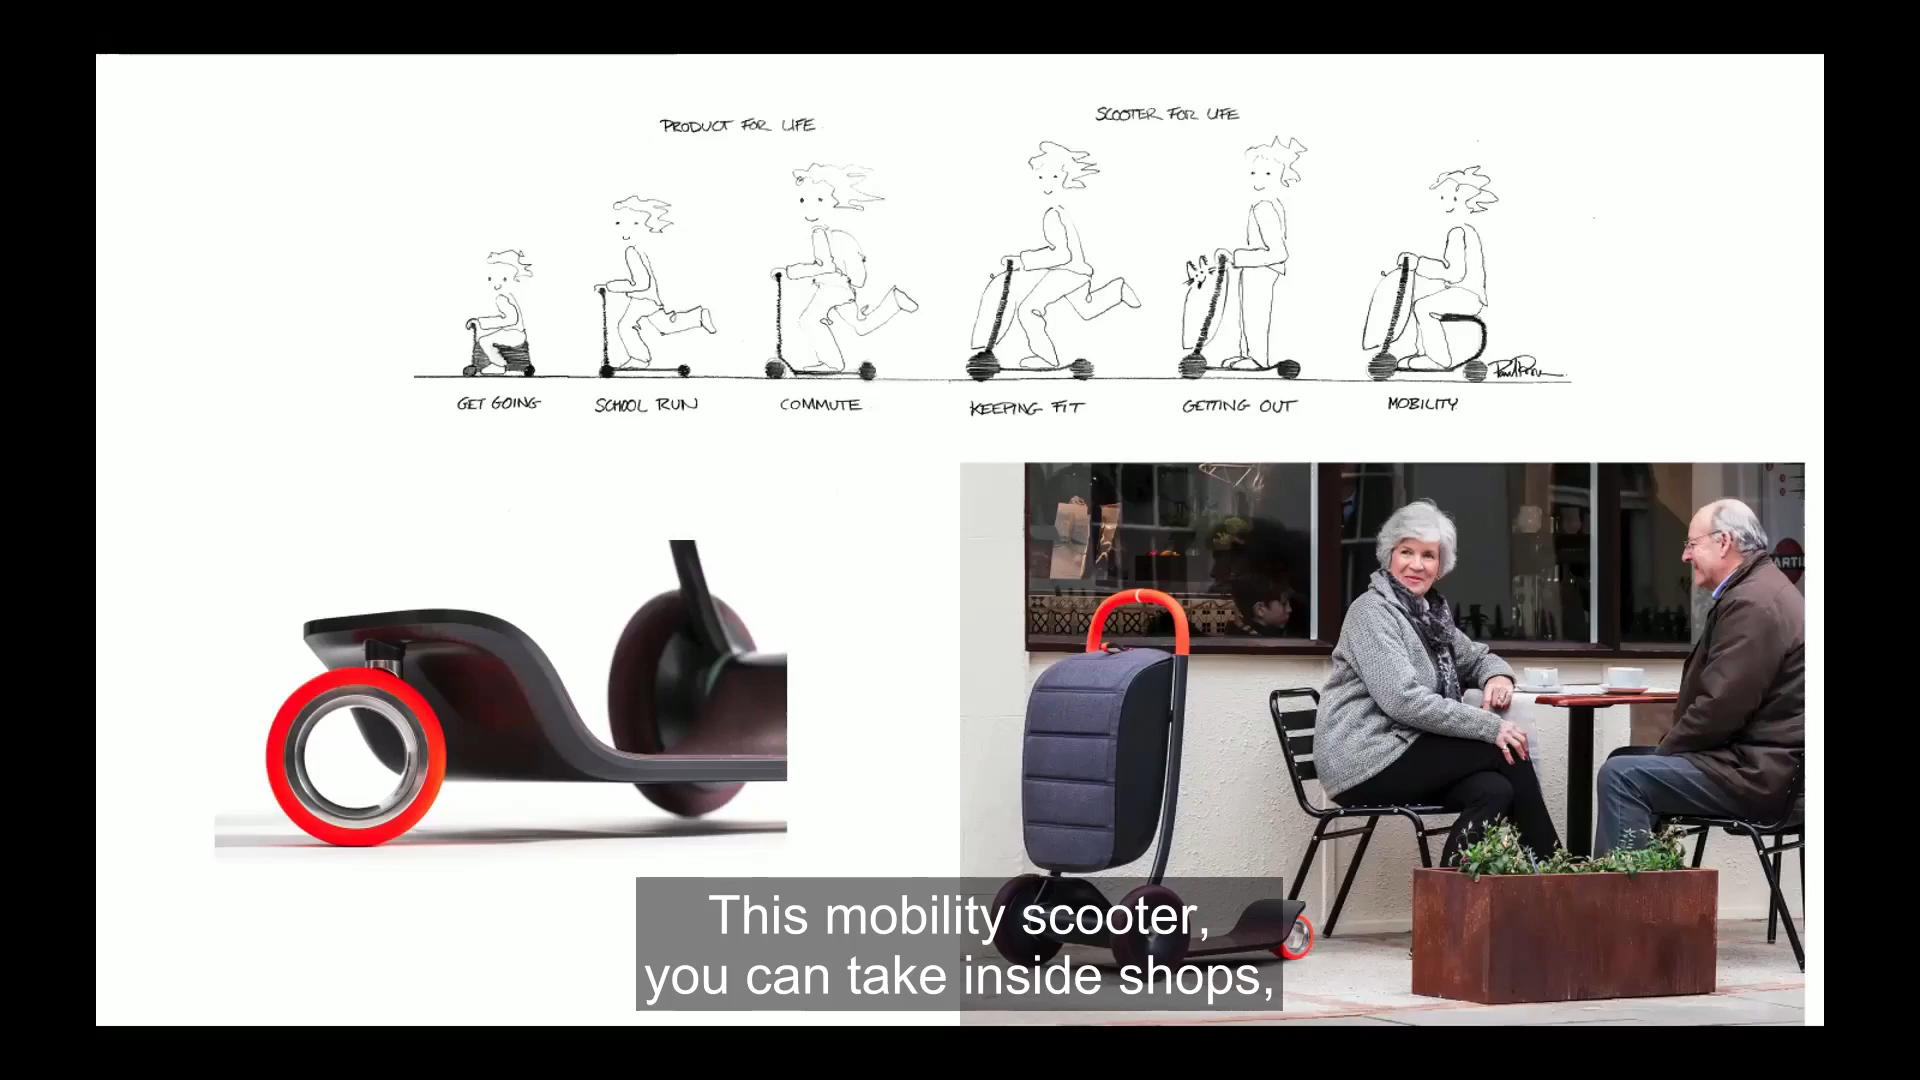 PRODUCT FOR LIFE
SCOOTER FOR LIFE
GET GOING
SCHOOL RUN
COMMUTE
KEEPING FIT
GETTING OUT
MOBILITY
This mobility scooter,
you can take inside shops,